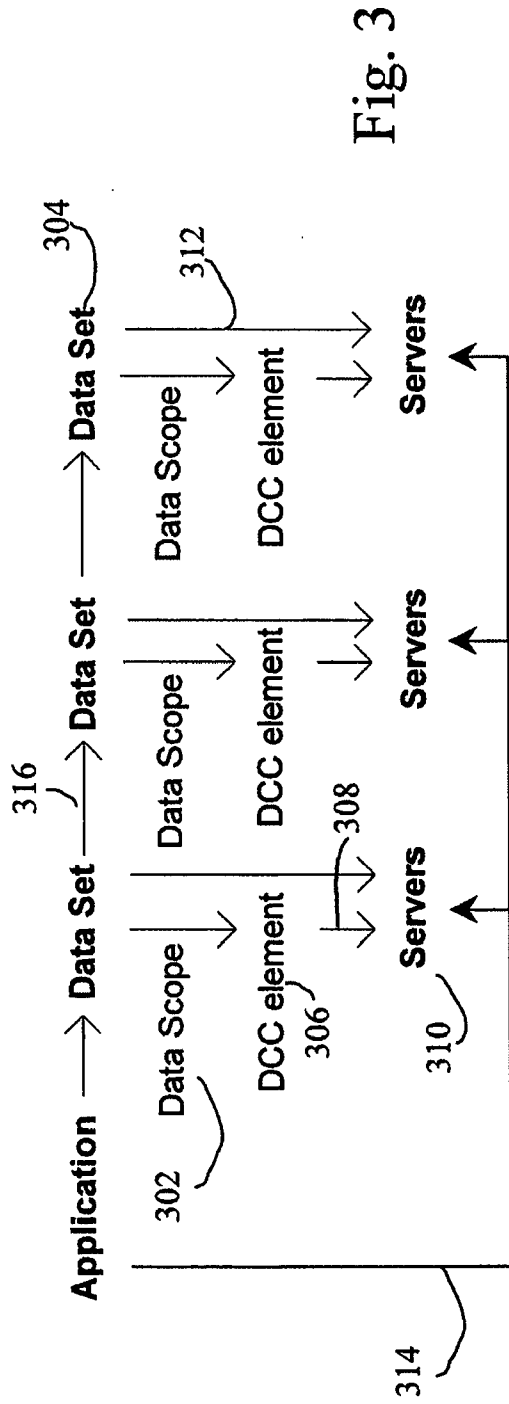 316
304
Application Data Set Data Set Data Set
302
Data Scope Data Scope Data Scope
312
DCC element DCC element DCC element
306
308
310
Servers Servers Servers
314
Fig. 3